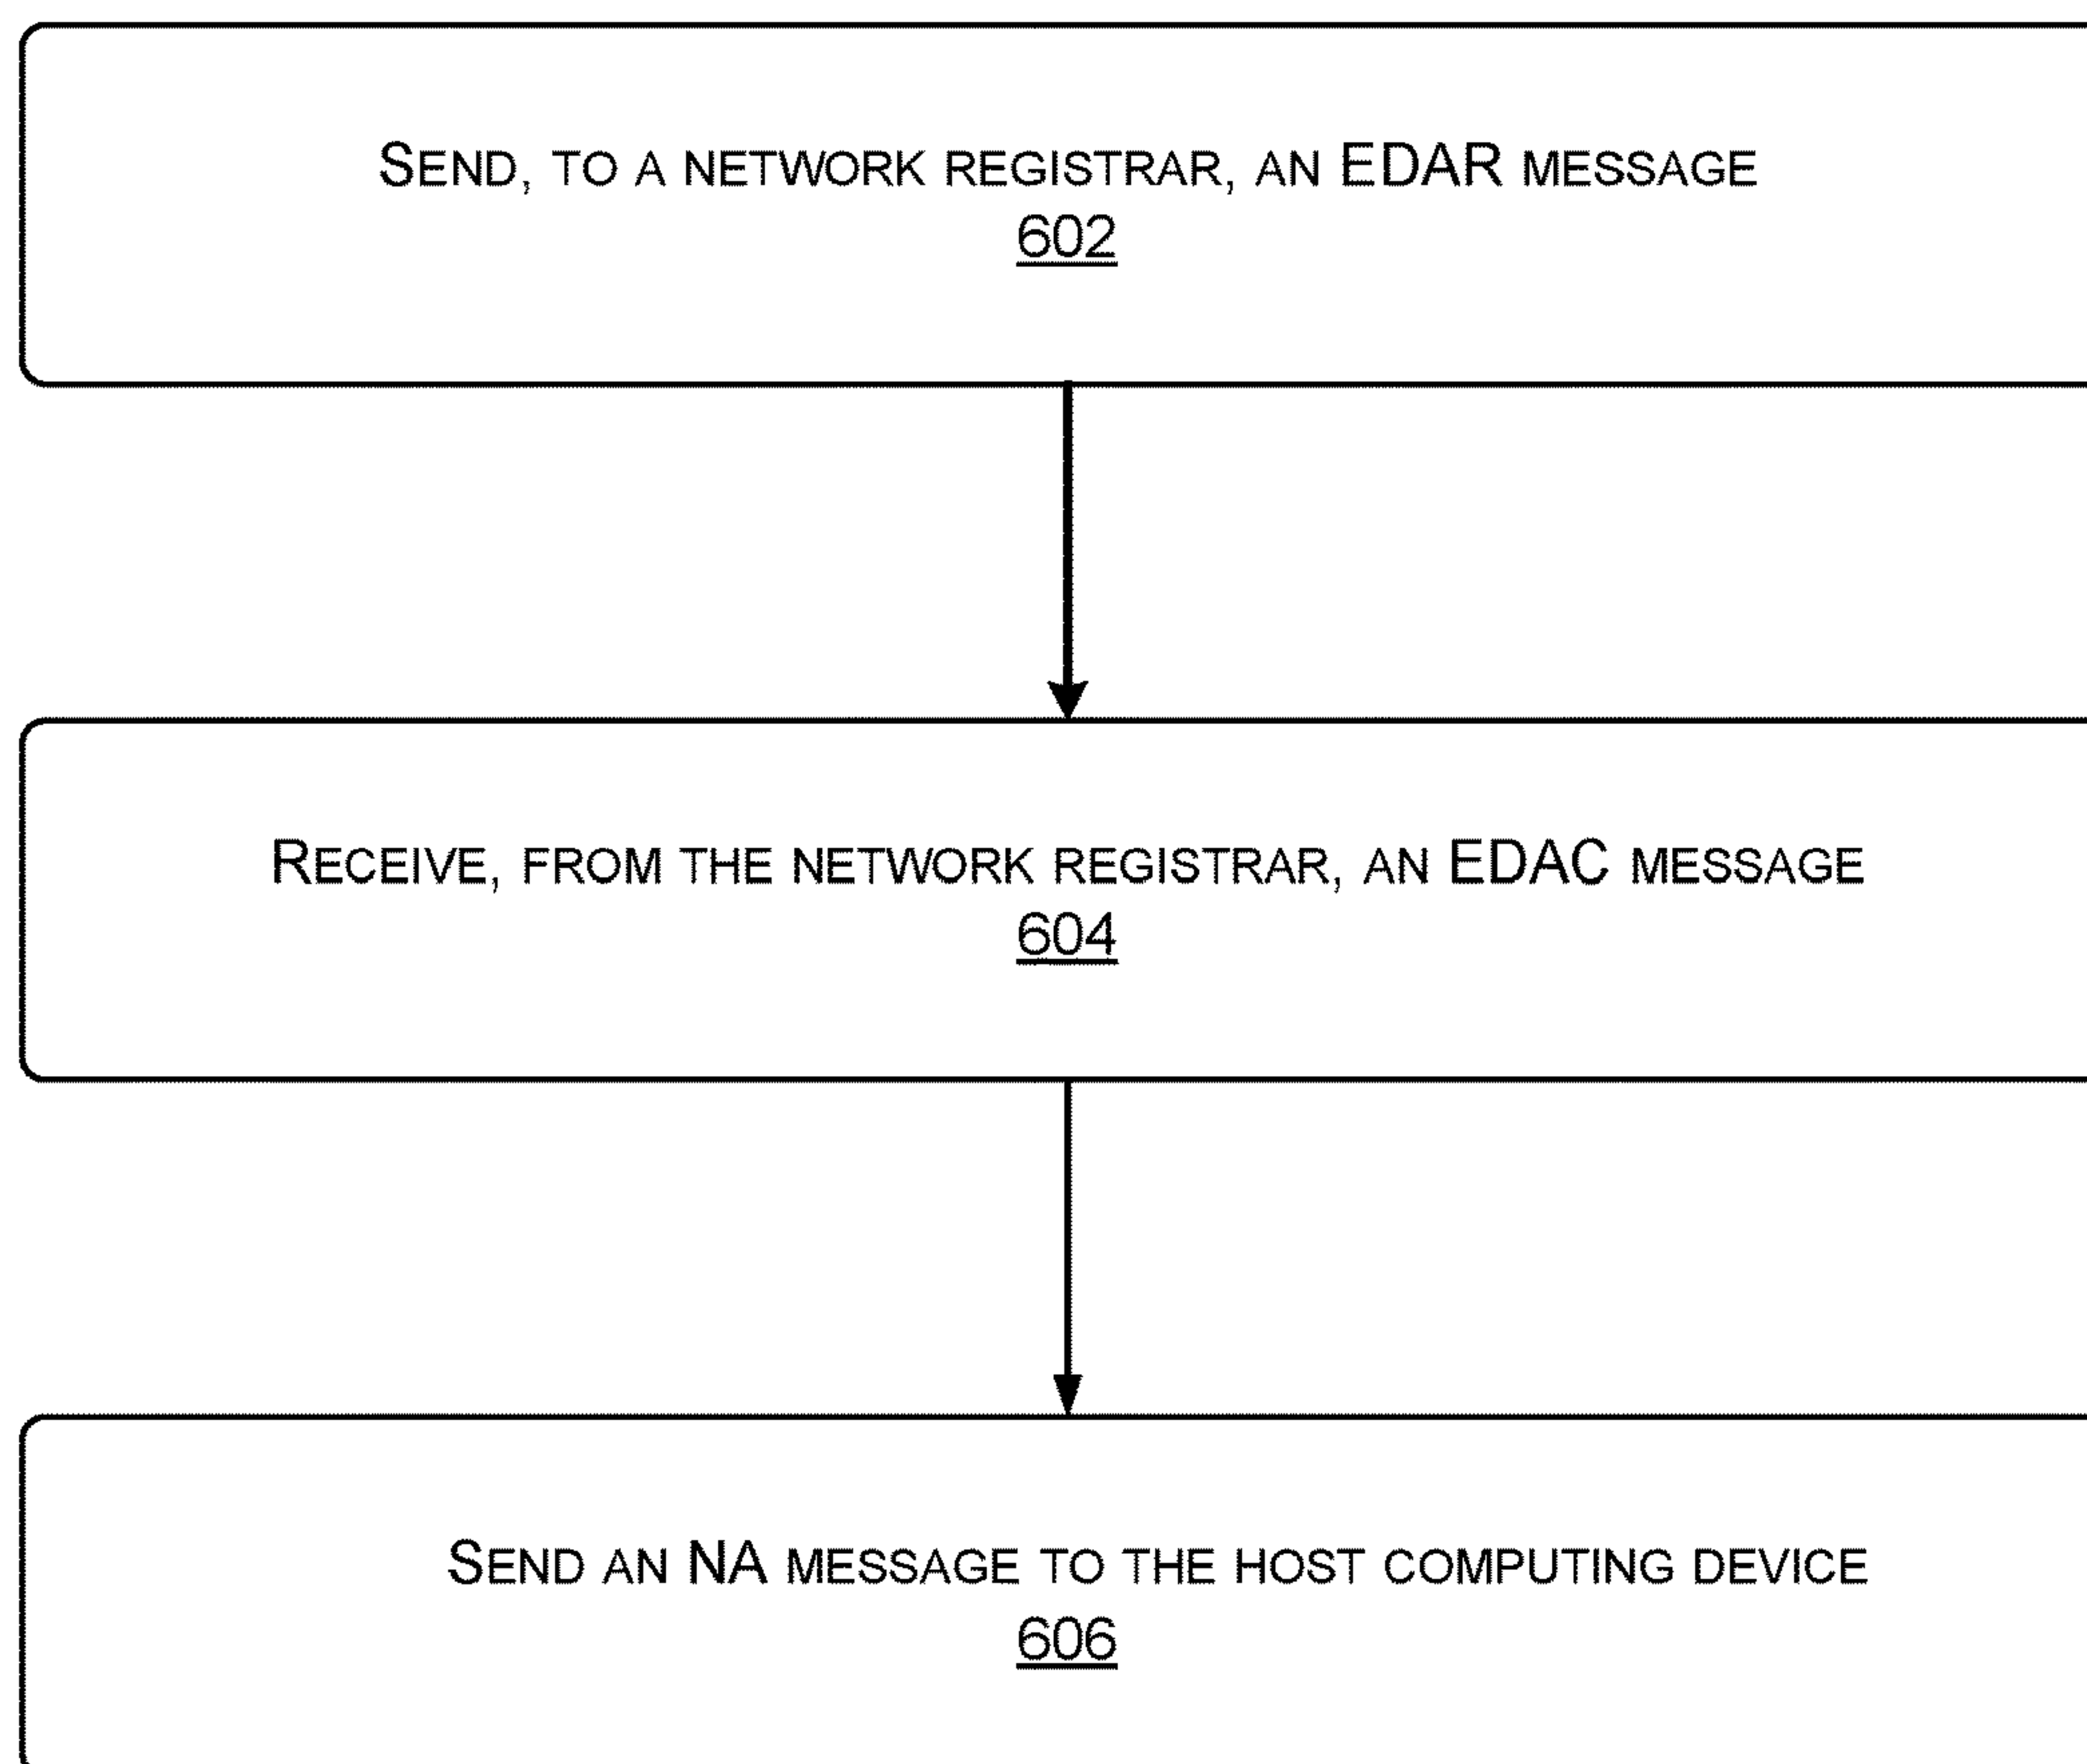 SEND, TO A NETWORK REGISTRAR, AN EDAR MESSAGE
602
RECEIVE, FROM THE NETWORK REGISTRAR, AN EDAC MESSAGE
604
SEND AN NA MESSAGE TO THE HOST COMPUTING DEVICE
606